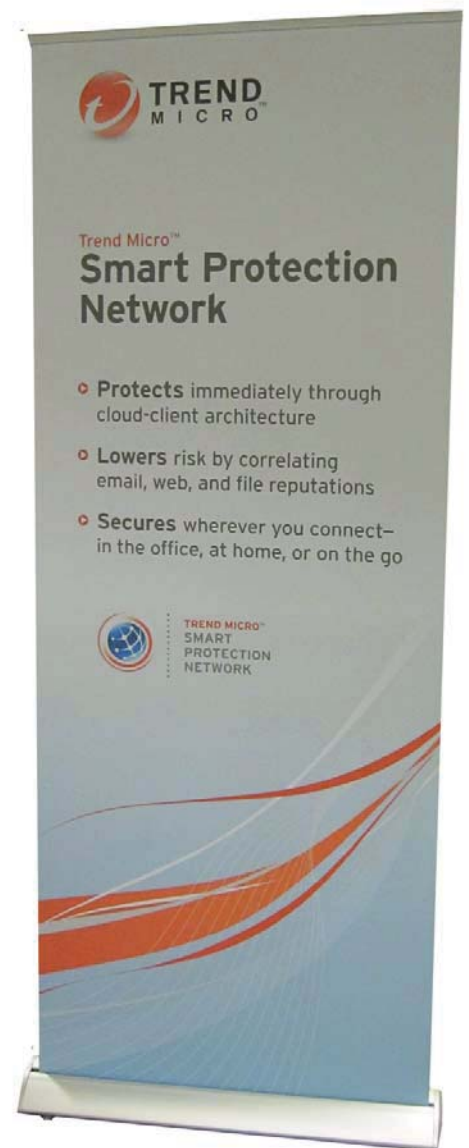 TREND
MICRO™
Trend Micro™
Smart Protection
Network
Protects immediately through
cloud-client architecture
Lowers risk by correlating
email, web, and file reputations
Secures wherever you connect—
in the office, at home, or on the go
TREND MICRO™
SMART
PROTECTION
NETWORK